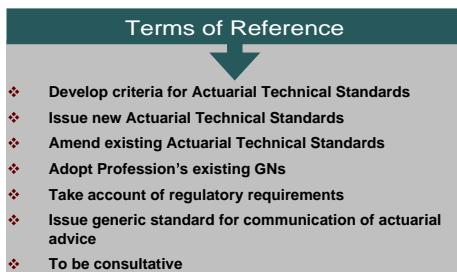 Terms of Reference
❖ Develop criteria for Actuarial Technical Standards
❖ Issue new Actuarial Technical Standards
❖ Amend existing Actuarial Technical Standards
❖ Adopt Profession's existing GNs
❖ Take account of regulatory requirements
❖ Issue generic standard for communication of actuarial
advice
❖ To be consultative